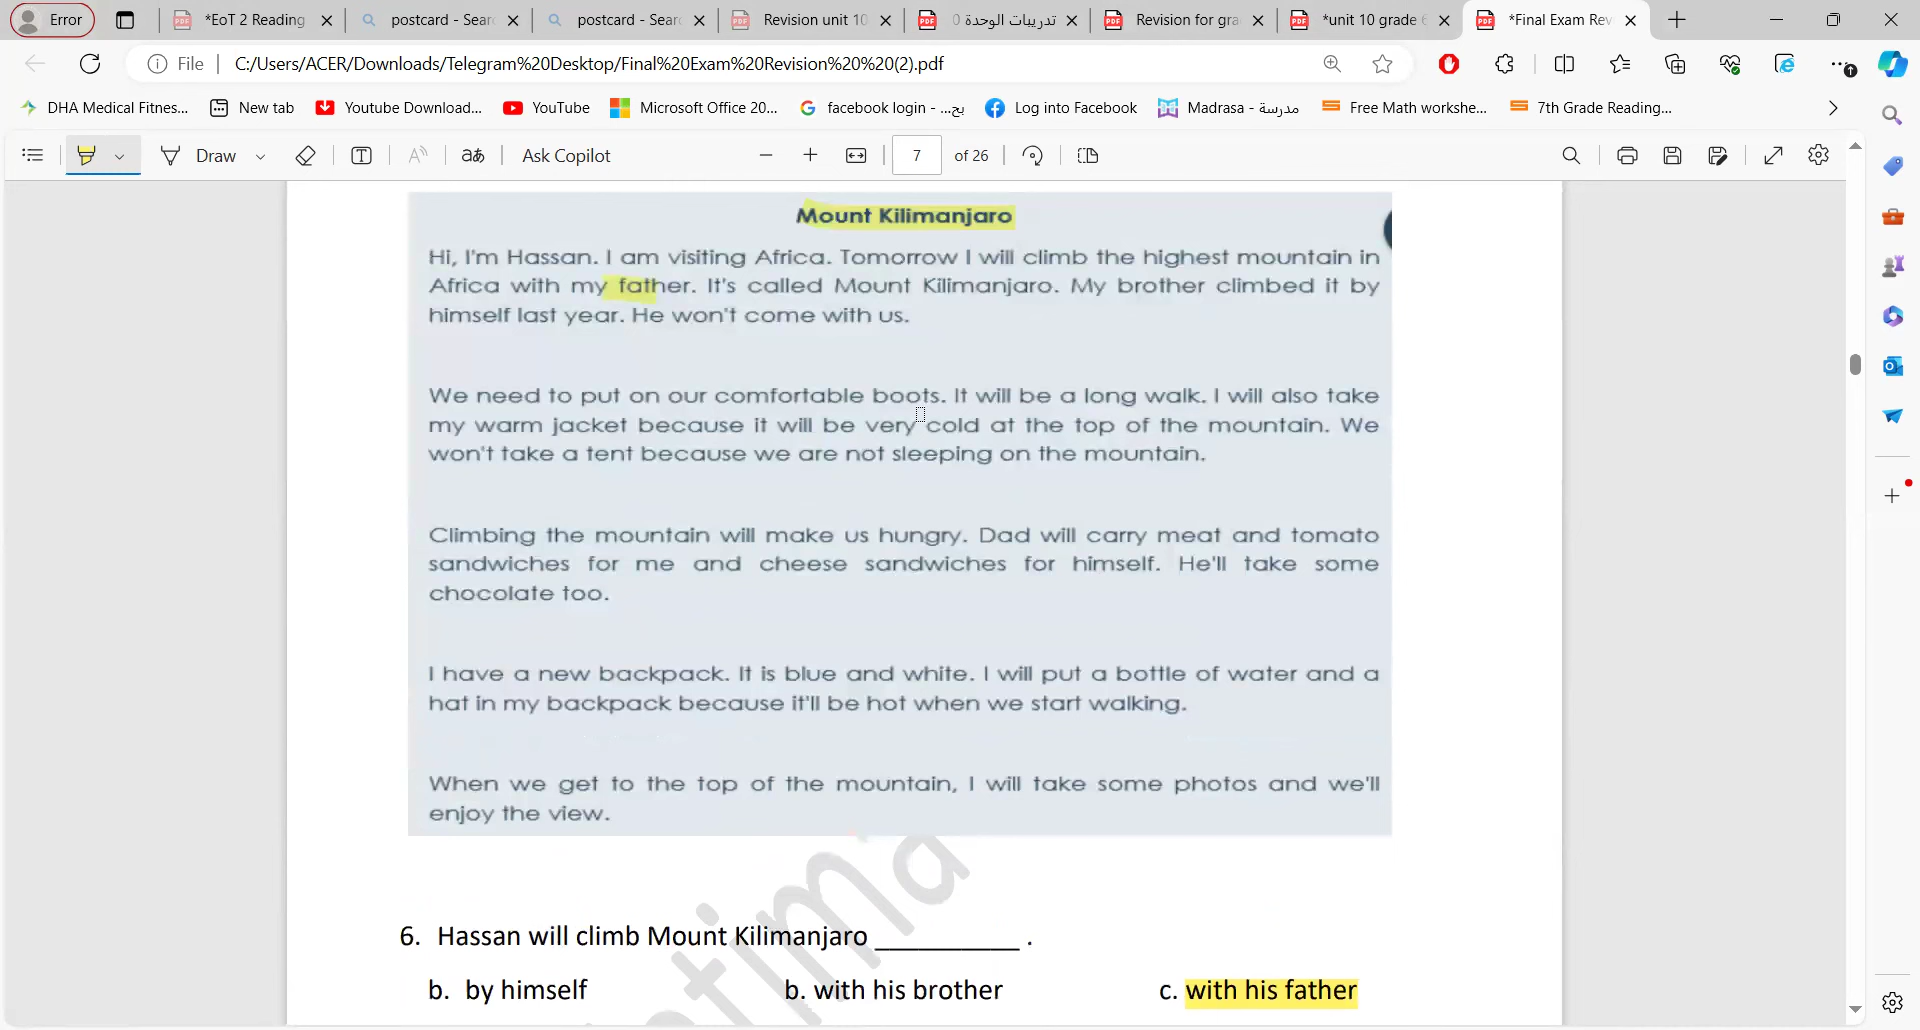 Error
*EoT 2 Reading
postcard - Sear
postcard - Sear
Revision unit 10
تدريبات الوحدة 0
Revision for gra
*unit 10 grade 6
*Final Exam Rev
File
C:/Users/ACER/Downloads/Telegram%20Desktop/Final%20Exam%20Revision%20%20(2).pdf
DHA Medical Fitnes...
New tab
Youtube Download...
YouTube
Microsoft Office 20...
facebook login - ...بح
Log into Facebook
Madrasa - مدرسة
Free Math workshe...
7th Grade Reading...
Draw
Ask Copilot
7
of 26
Mount Kilimanjaro
Hi, I'm Hassan. I am visiting Africa. Tomorrow I will climb the highest mountain in
Africa with my father. It's called Mount Kilimanjaro. My brother climbed it by
himself last year. He won't come with us.
We need to put on our comfortable boots. It will be a long walk. I will also take
my warm jacket because it will be very cold at the top of the mountain. We
won't take a tent because we are not sleeping on the mountain.
Climbing the mountain will make us hungry. Dad will carry meat and tomato
sandwiches for me and cheese sandwiches for himself. He'll take some
chocolate too.
I have a new backpack. It is blue and white. I will put a bottle of water and a
hat in my backpack because it'll be hot when we start walking.
When we get to the top of the mountain, I will take some photos and we'll
enjoy the view.
6. Hassan will climb Mount Kilimanjaro __________ .
b. by himself
b. with his brother
c. with his father